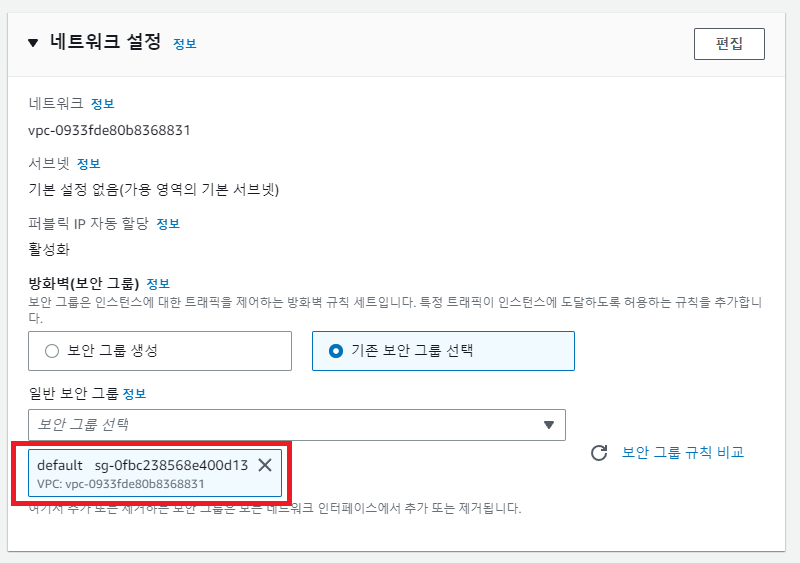 ▼ 네트워크 설정 정보 편집
네트워크 정보
vpc-0933fde80b8368831
서브넷 정보
기본 설정 없음(가용 영역의 기본 서브넷)
퍼블릭 IP 자동 할당 정보
활성화
방화벽(보안 그룹) 정보
보안 그룹은 인스턴스에 대한 트래픽을 제어하는 방화벽 규칙 세트입니다. 특정 트래픽이 인스턴스에 도달하도록 허용하는 규칙을 추가합니
다.
보안 그룹 생성 기존 보안 그룹 선택
일반 보안 그룹 정보
보안 그룹 선택
보안 그룹 규칙 비교
default sg-0fbc238568e400d13
VPC: vpc-0933fde80b8368831
여기서 추가 또는 제거하는 보안 그룹은 모든 네트워크 인터페이스에서 추가 또는 제거됩니다.